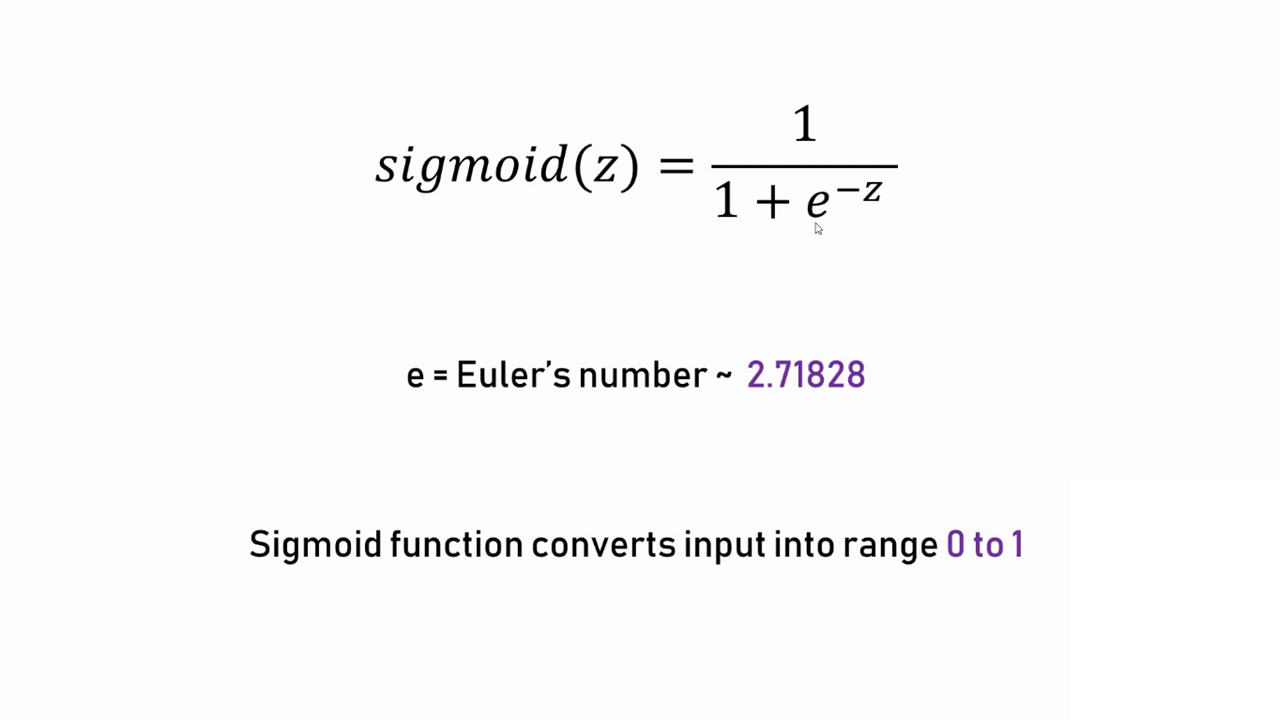 sigmoid(z) = 1 / (1 + e^{-z})
e = Euler's number ~ 2.71828
Sigmoid function converts input into range 0 to 1